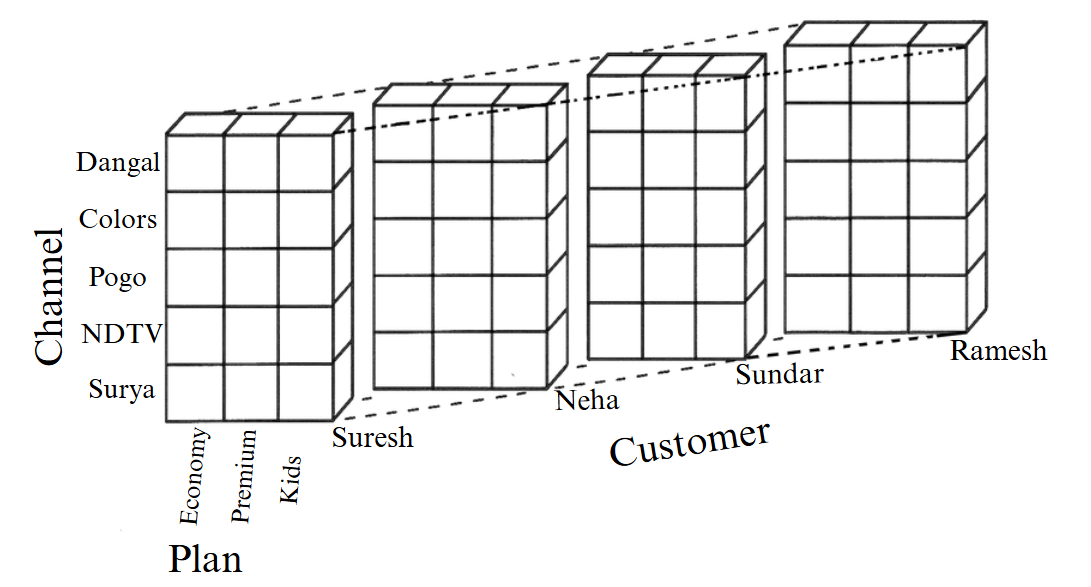 Channel
Dangal
Colors
Pogo
NDTV
Surya
Economy
Premium
Kids
Plan
Suresh
Neha
Sundar
Ramesh
Customer